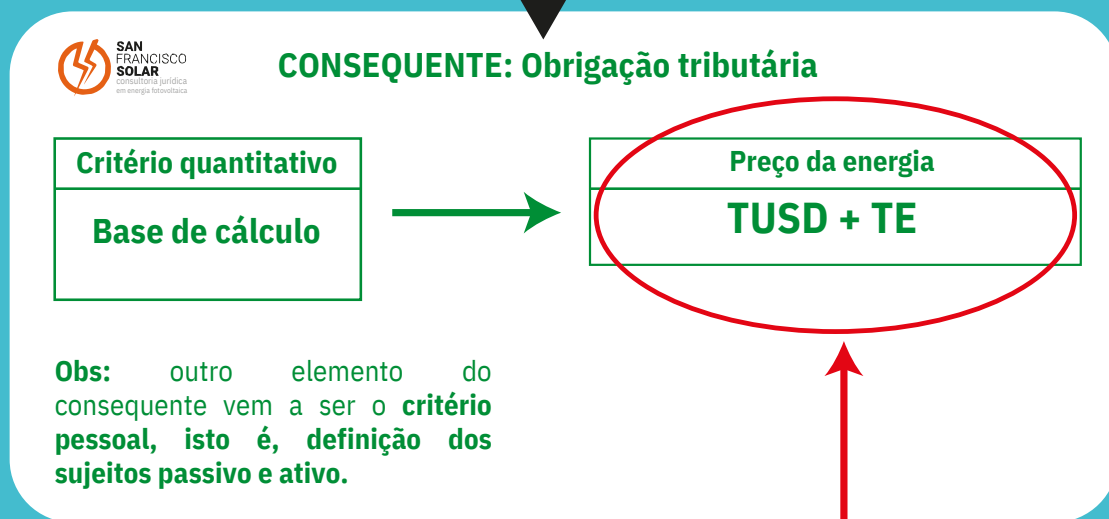 SAN
FRANCISCO
SOLAR
consultoria jurídica
em energia fotovoltaica
CONSEQUENTE: Obrigação tributária
Critério quantitativo
Base de cálculo
Preço da energia
TUSD + TE
Obs: outro elemento do
consequente vem a ser o critério
pessoal, isto é, definição dos
sujeitos passivo e ativo.